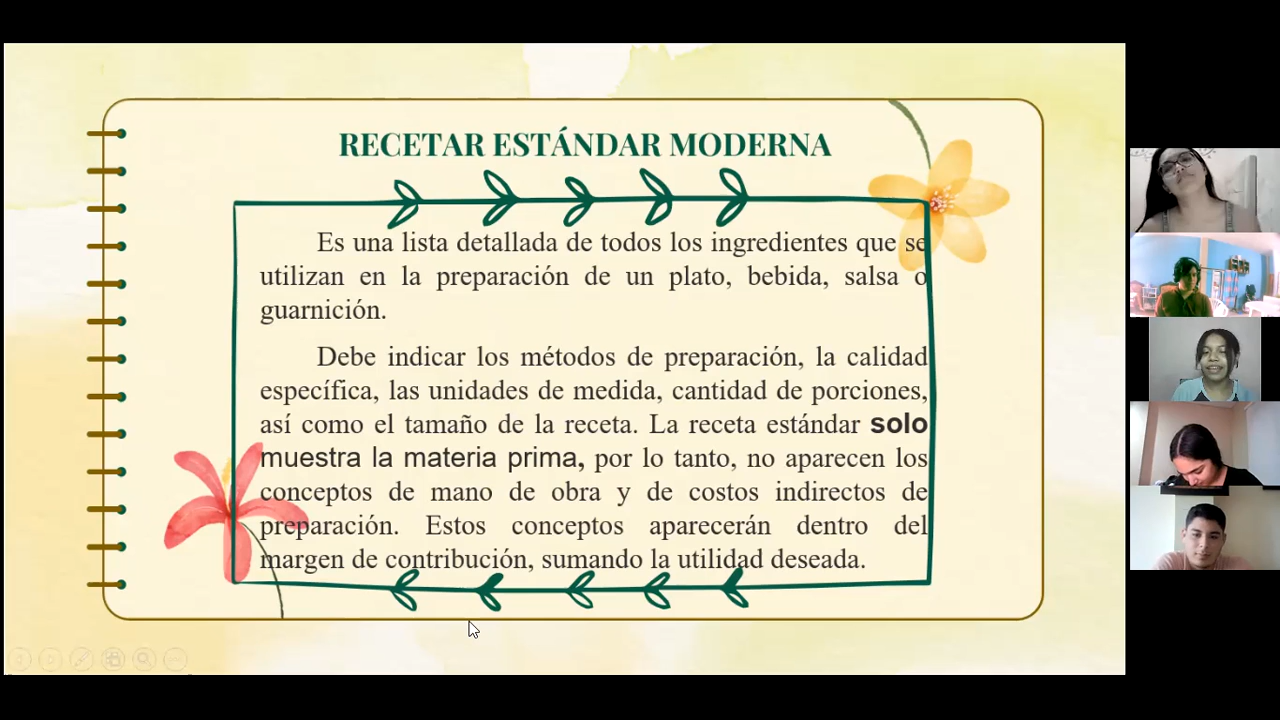 RECETAR ESTÁNDAR MODERNA
Es una lista detallada de todos los ingredientes que se
utilizan en la preparación de un plato, bebida, salsa o
guarnición.
Debe indicar los métodos de preparación, la calidad
específica, las unidades de medida, cantidad de porciones,
así como el tamaño de la receta. La receta estándar solo
muestra la materia prima, por lo tanto, no aparecen los
conceptos de mano de obra y de costos indirectos de
preparación. Estos conceptos aparecerán dentro del
margen de contribución, sumando la utilidad deseada.